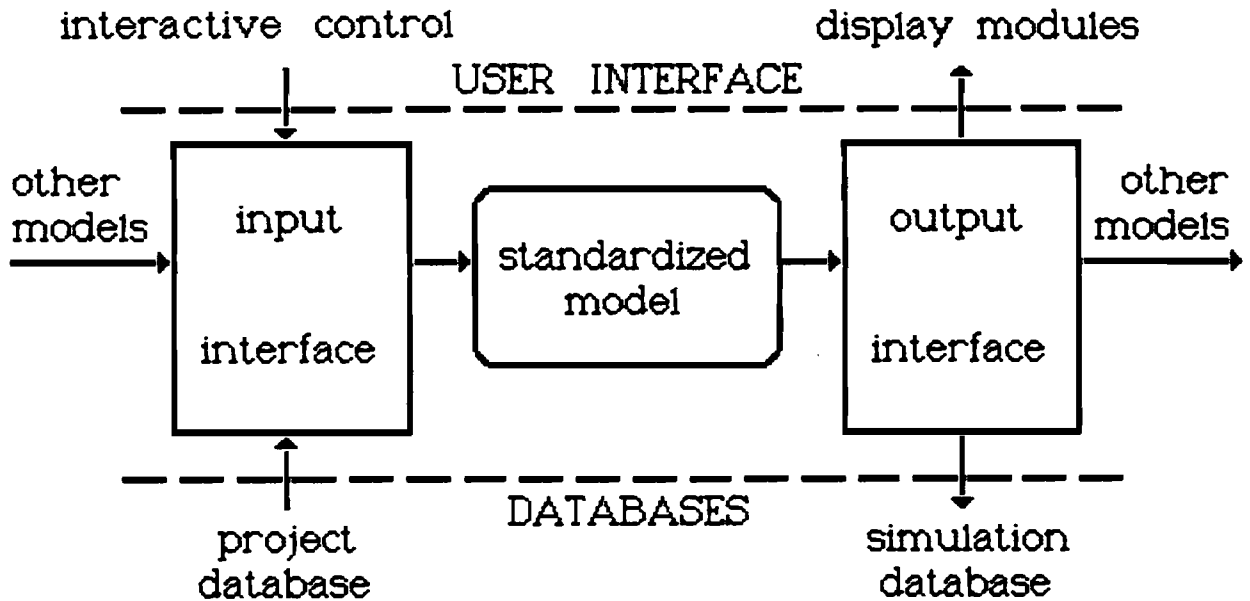 interactive control
display modules
USER INTERFACE
other
models
input
interface
standardized
model
output
interface
other
models
DATABASES
project
database
simulation
database